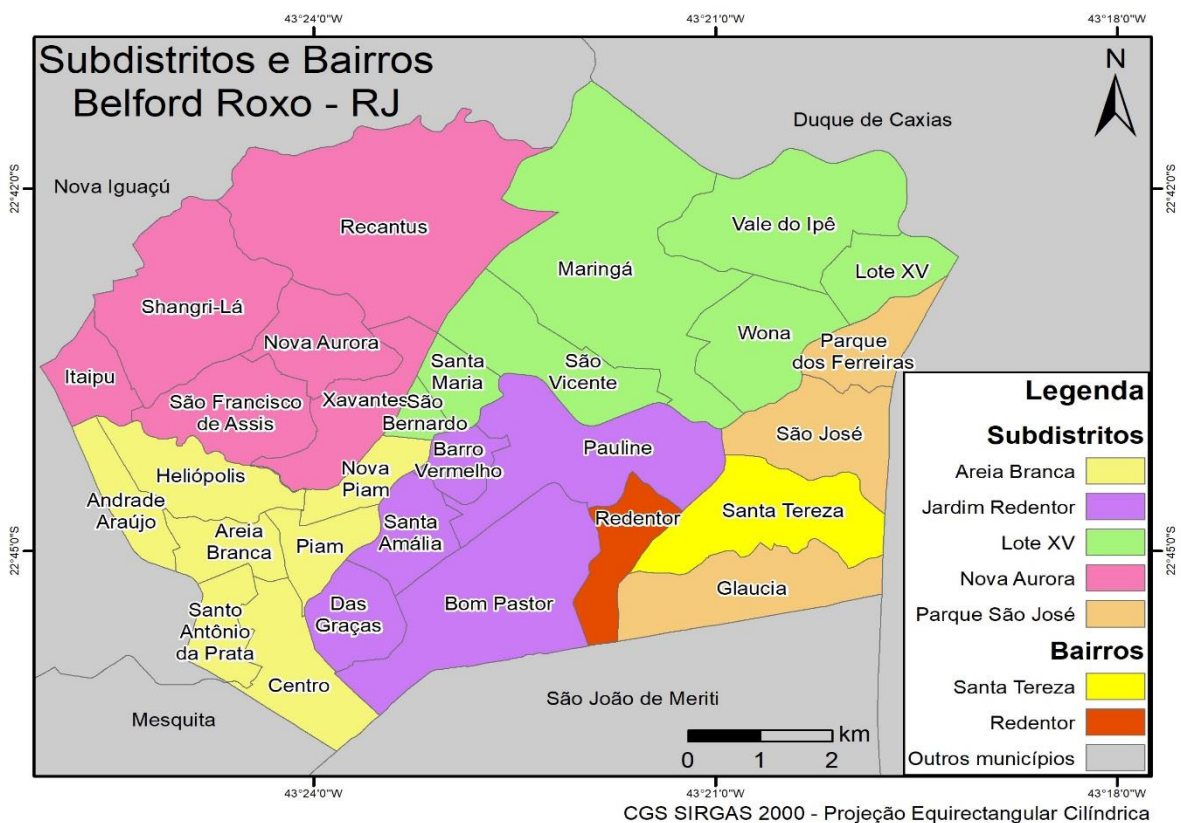 43°24'0"W
43°21'0"W
43°18'0"W
Subdistritos e Bairros
Belford Roxo - RJ
N
Duque de Caxias
Nova Iguaçú
22°42'0"S
22°42'0"S
Recantus
Vale do Ipê
Maringá
Lote XV
Shangri-Lá
Wona
Nova Aurora
Parque
dos Ferreiras
Itaipu
Santa
Maria
São
Vicente
São Francisco
de Assis
Xavantes
São
Bernardo
São José
Heliópolis
Nova
Piam
Barro
Vermelho
Pauline
Andrade
Araújo
Areia
Branca
Piam
Santa
Amália
Redentor
Santa Tereza
22°45'0"S
22°45'0"S
Glaucia
Santo
Antônio
da Prata
Das
Graças
Bom Pastor
Centro
Mesquita
São João de Meriti
km
0 1 2
Legenda
Subdistritos
Areia Branca
Jardim Redentor
Lote XV
Nova Aurora
Parque São José
Bairros
Santa Tereza
Redentor
Outros municípios
43°24'0"W
43°21'0"W
43°18'0"W
CGS SIRGAS 2000 - Projeção Equirectangular Cilíndrica